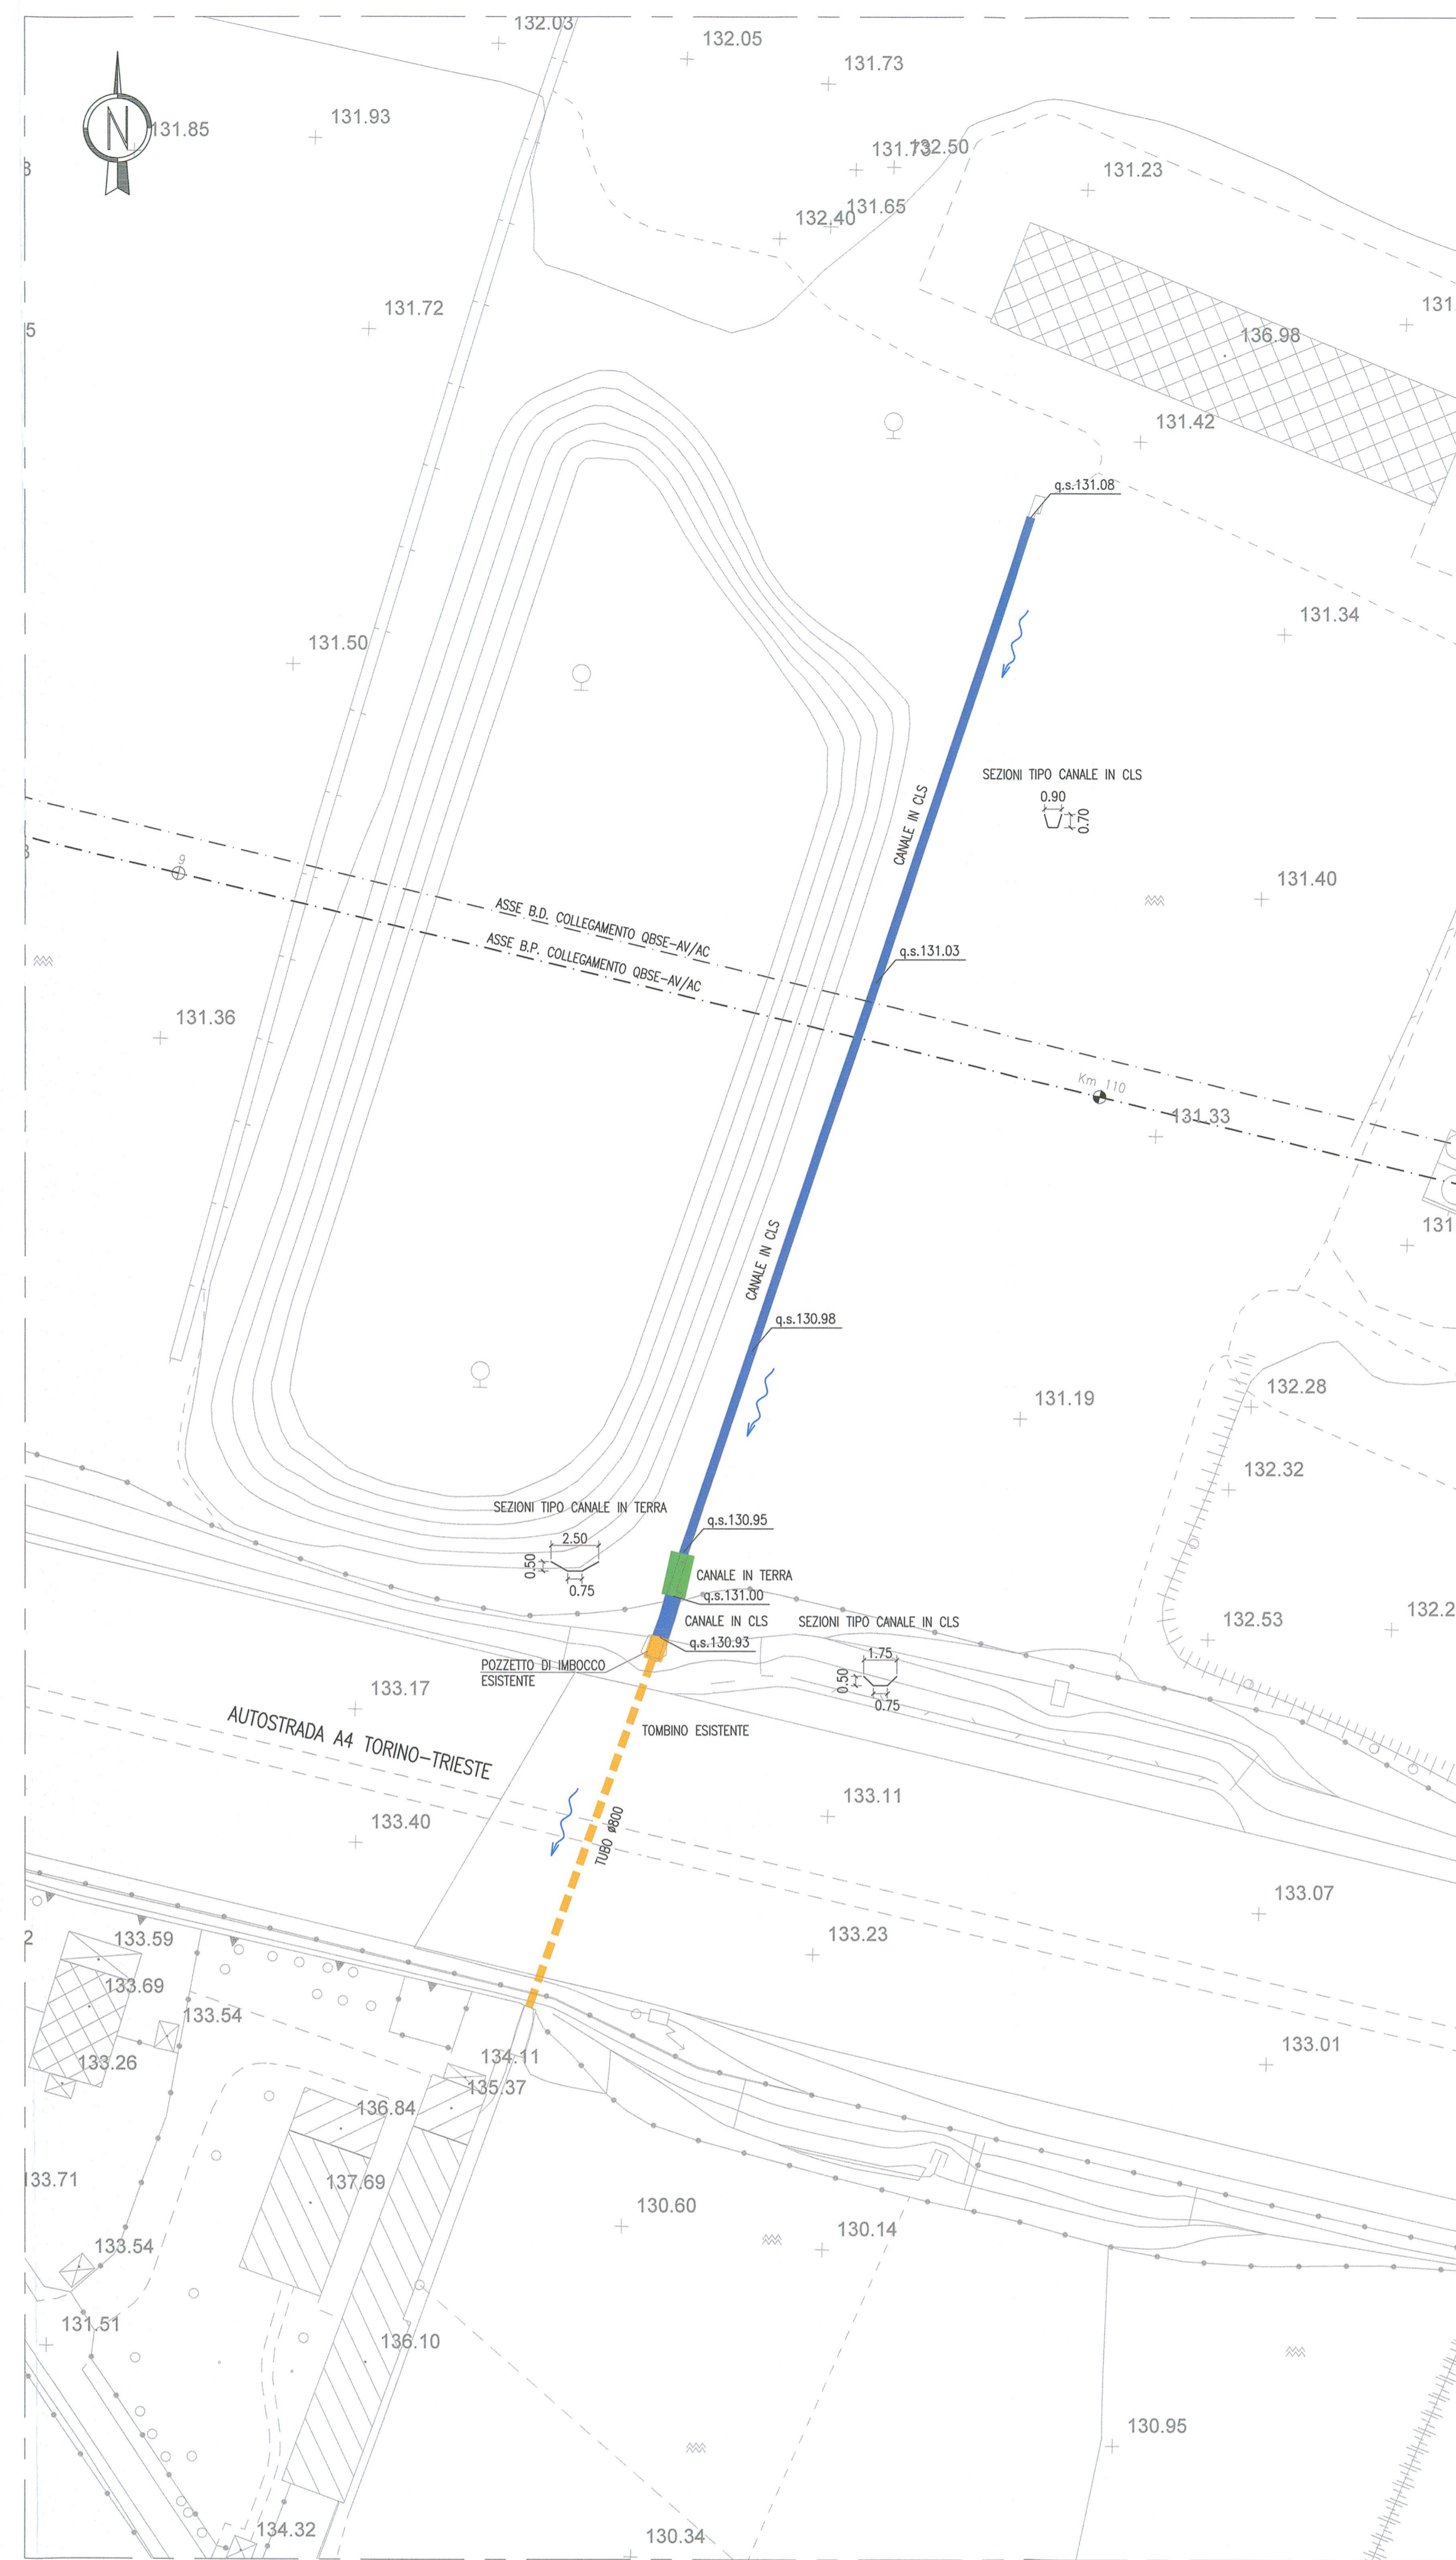 132.03
132.05
131.73
N
131.85
131.93
131.73
132.50
131.23
132.40
131.65
131.72
136.98
131.42
q.s.131.08
131.34
131.50
SEZIONI TIPO CANALE IN CLS
0.90
0.70
CANALE IN CLS
9
131.40
ASSE B.D. COLLEGAMENTO QBSE-AV/AC
ASSE B.P. COLLEGAMENTO QBSE-AV/AC
q.s.131.03
131.36
Km 110
131.33
CANALE IN CLS
q.s.130.98
131.19
132.28
132.32
SEZIONI TIPO CANALE IN TERRA
2.50
0.50
0.75
q.s.130.95
CANALE IN TERRA
q.s.131.00
CANALE IN CLS
q.s.130.93
SEZIONI TIPO CANALE IN CLS
1.75
0.50
0.75
132.53
POZZETTO DI IMBOCCO
ESISTENTE
133.17
AUTOSTRADA A4 TORINO-TRIESTE
TOMBINO ESISTENTE
133.40
TUBO ø800
133.11
133.07
133.59
133.23
133.69
133.54
133.26
134.11
135.37
133.01
136.84
137.69
133.71
130.60
130.14
133.54
131.51
136.10
130.95
134.32
130.34